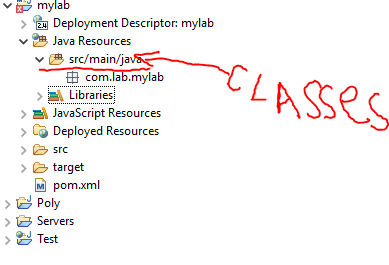 mylab
Deployment Descriptor: mylab
Java Resources
src/main/java
com.lab.mylab
Libraries
JavaScript Resources
Deployed Resources
src
target
pom.xml
Poly
Servers
Test
CLASSES